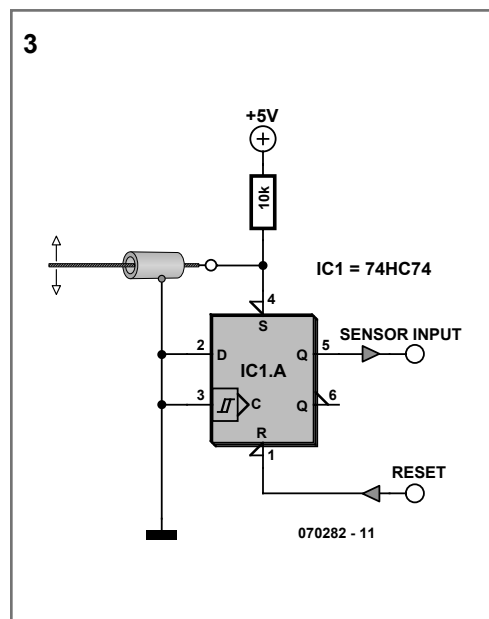 3
+5V
10k
IC1 = 74HC74
4
S
2
D
Q
5
SENSOR INPUT
IC1.A
3
C
Q
6
R
1
RESET
070282 - 11